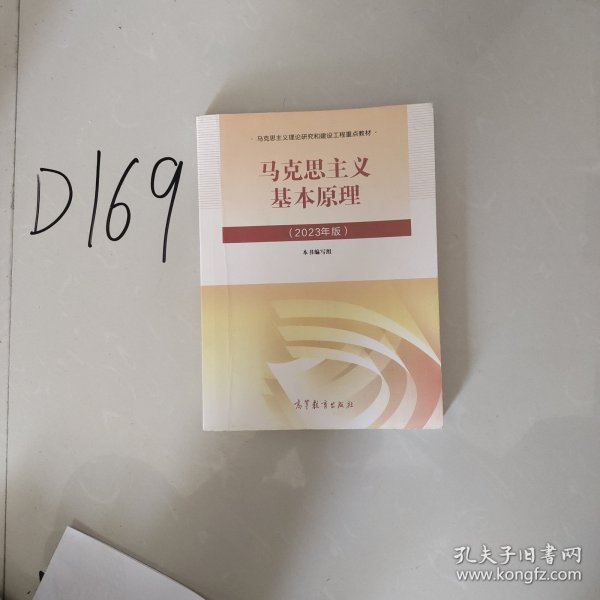 D169
· 马克思主义理论研究和建设工程重点教材 ·
马克思主义
基本原理
（2023年版）
本书编写组
高等教育出版社
孔夫子旧书网
www.kongfz.com